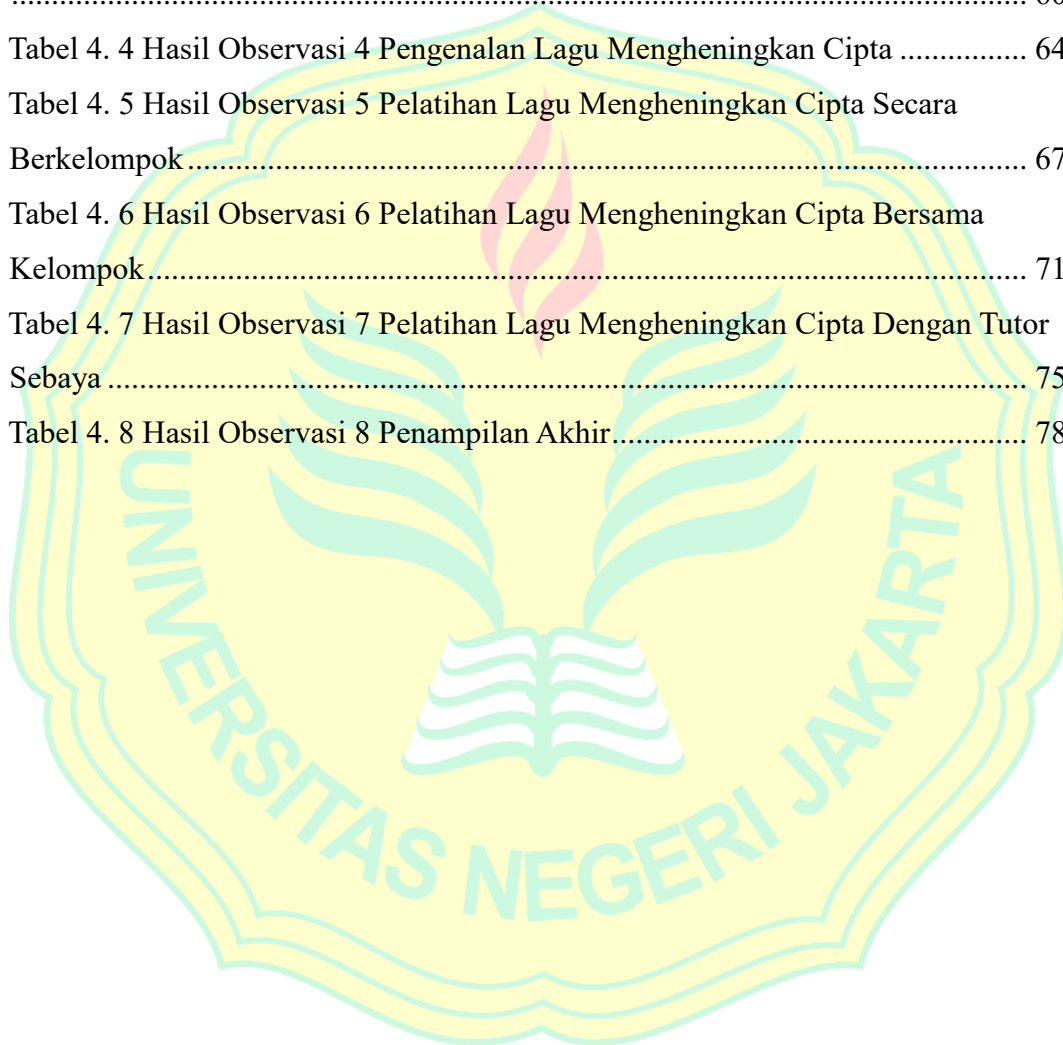 Tabel 4. 4 Hasil Observasi 4 Pengenalan Lagu Mengheningkan Cipta ............... 64
Tabel 4. 5 Hasil Observasi 5 Pelatihan Lagu Mengheningkan Cipta Secara
Berkelompok......................................................................................................... 67
Tabel 4. 6 Hasil Observasi 6 Pelatihan Lagu Mengheningkan Cipta Bersama
Kelompok.............................................................................................................. 71
Tabel 4. 7 Hasil Observasi 7 Pelatihan Lagu Mengheningkan Cipta Dengan Tutor
Sebaya ................................................................................................................... 75
Tabel 4. 8 Hasil Observasi 8 Penampilan Akhir.................................................... 78
UNIVERSITAS NEGERI JAKARTA